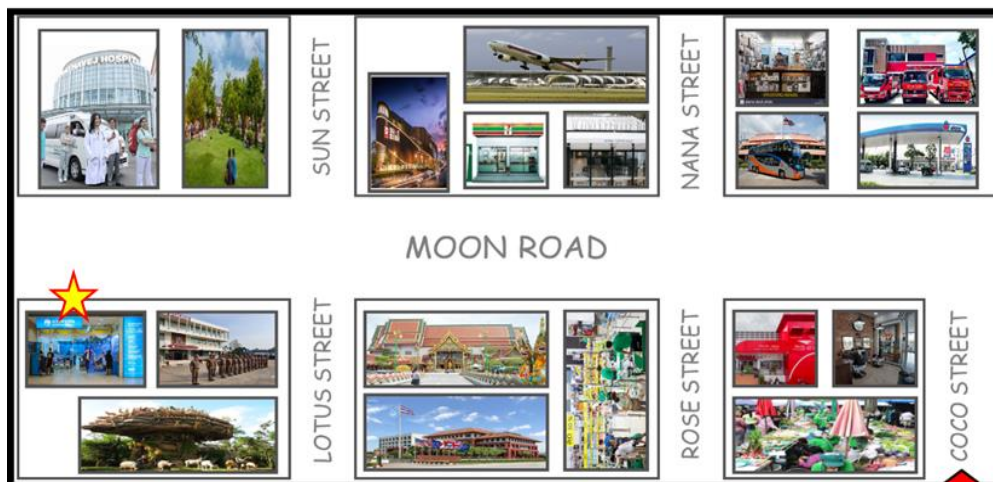 SUN STREET
NANA STREET
MOON ROAD
LOTUS STREET
ROSE STREET
COCO STREET